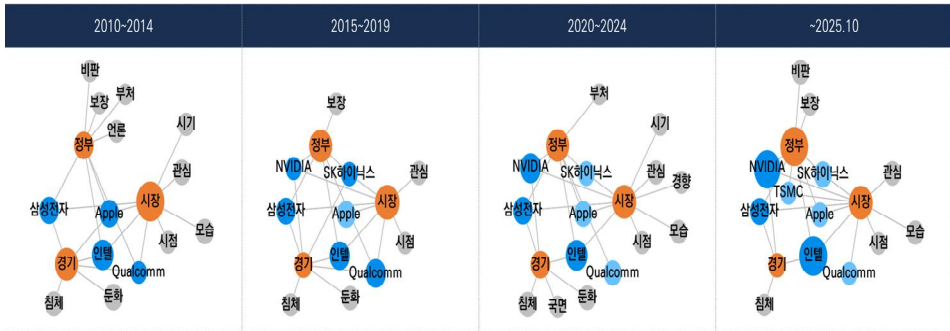 2010~2014
2015~2019
2020~2024
~2025.10
비판
보장
부처
언론
정부
시기
관심
삼성전자
Apple
시장
시점
모습
경기
인텔
Qualcomm
침체
둔화
보장
정부
NVIDIA
SK하이닉스
관심
삼성전자
Apple
시장
시점
경기
인텔
Qualcomm
침체
둔화
부처
정부
시기
NVIDIA
SK하이닉스
관심
경향
삼성전자
Apple
시장
시점
모습
경기
인텔
Qualcomm
침체
국면
둔화
비판
보장
정부
NVIDIA
SK하이닉스
관심
TSMC
삼성전자
Apple
시장
시점
모습
경기
인텔
Qualcomm
침체